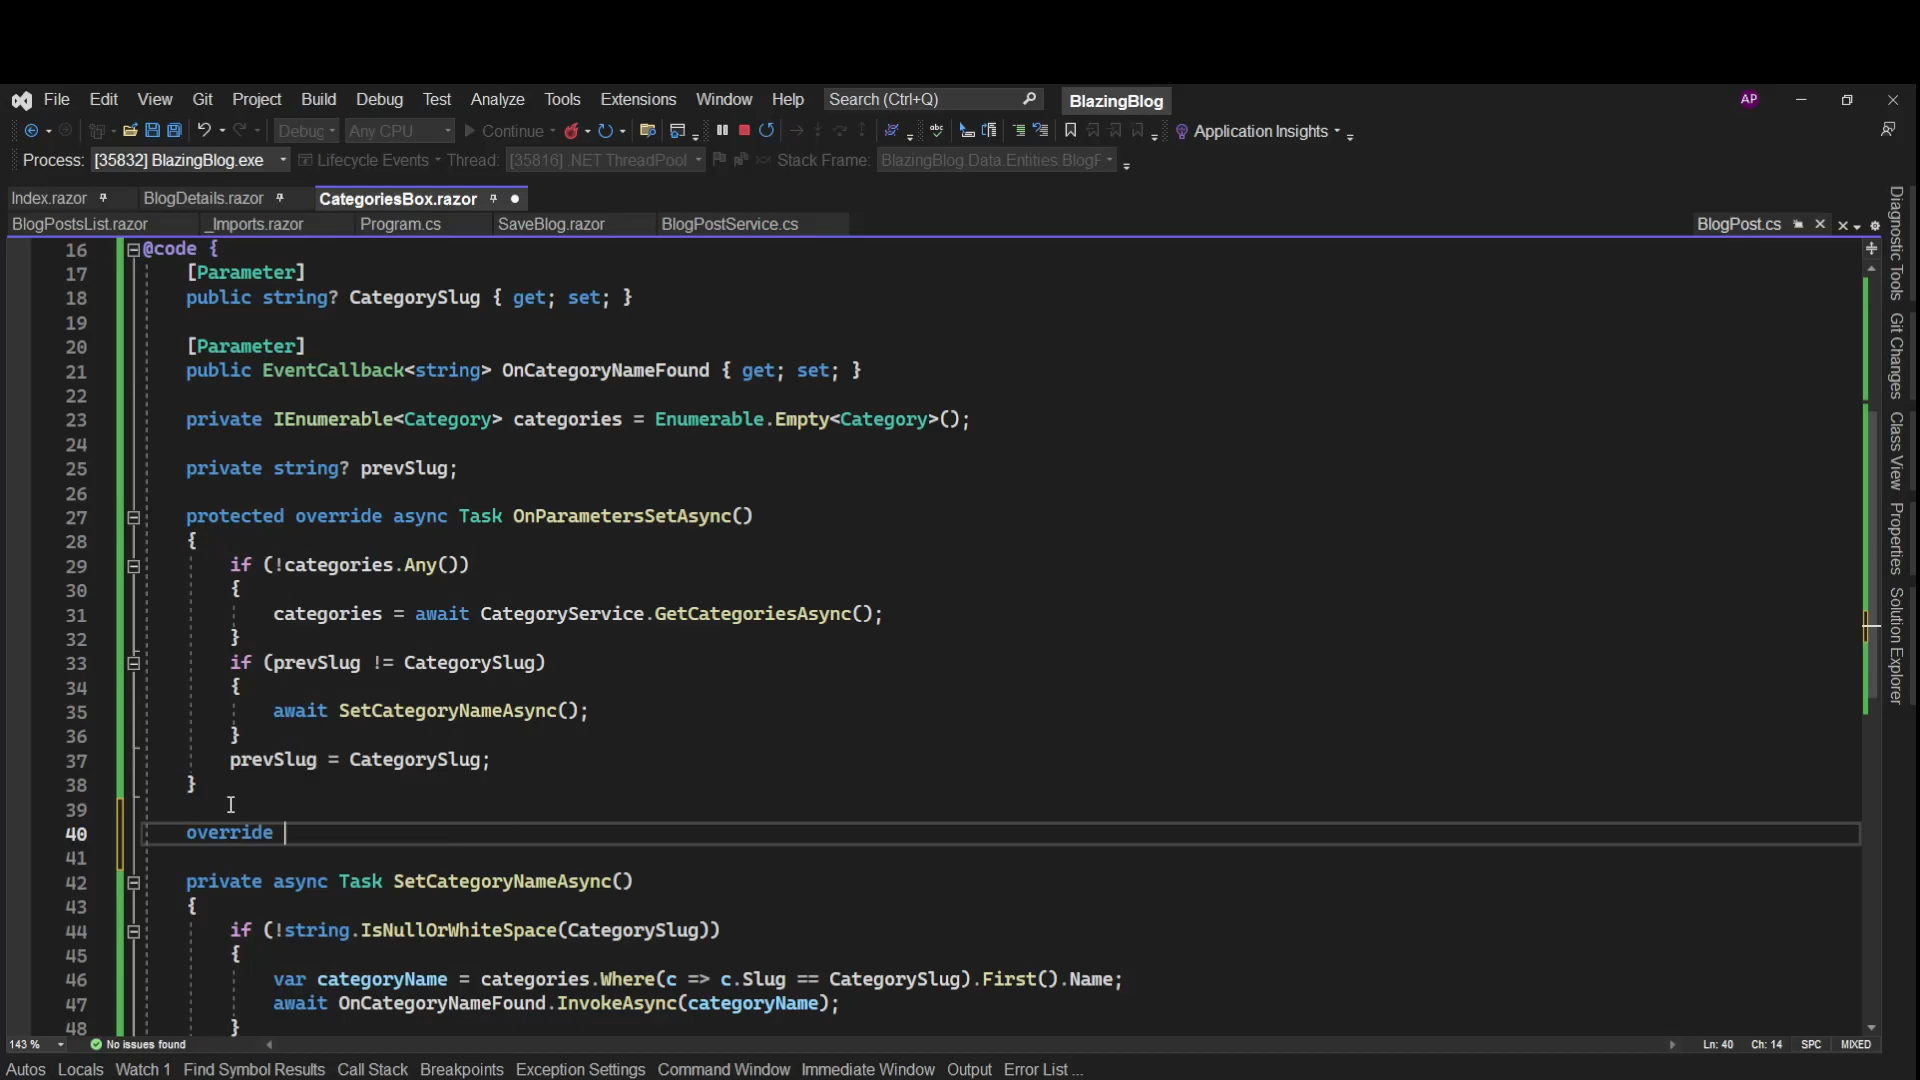 File Edit View Git Project Build Debug Test Analyze Tools Extensions Window Help Search (Ctrl+Q) BlazingBlog AP
Debug Any CPU Continue Application Insights
Process: [35832] BlazingBlog.exe Lifecycle Events Thread: [35816] .NET ThreadPool Stack Frame: BlazingBlog.Data.Entities.BlogF
Index.razor BlogDetails.razor CategoriesBox.razor
BlogPostsList.razor _Imports.razor Program.cs SaveBlog.razor BlogPostService.cs BlogPost.cs
16 @code {
17 [Parameter]
18 public string? CategorySlug { get; set; }
19
20 [Parameter]
21 public EventCallback<string> OnCategoryNameFound { get; set; }
22
23 private IEnumerable<Category> categories = Enumerable.Empty<Category>();
24
25 private string? prevSlug;
26
27 protected override async Task OnParametersSetAsync()
28 {
29 if (!categories.Any())
30 {
31 categories = await CategoryService.GetCategoriesAsync();
32 }
33 if (prevSlug != CategorySlug)
34 {
35 await SetCategoryNameAsync();
36 }
37 prevSlug = CategorySlug;
38 }
39
40 override
41
42 private async Task SetCategoryNameAsync()
43 {
44 if (!string.IsNullOrWhiteSpace(CategorySlug))
45 {
46 var categoryName = categories.Where(c => c.Slug == CategorySlug).First().Name;
47 await OnCategoryNameFound.InvokeAsync(categoryName);
48 }
143 % No issues found Ln: 40 Ch: 14 SPC MIXED
Autos Locals Watch 1 Find Symbol Results Call Stack Breakpoints Exception Settings Command Window Immediate Window Output Error List ...
Diagnostic Tools
Git Changes
Class View
Properties
Solution Explorer